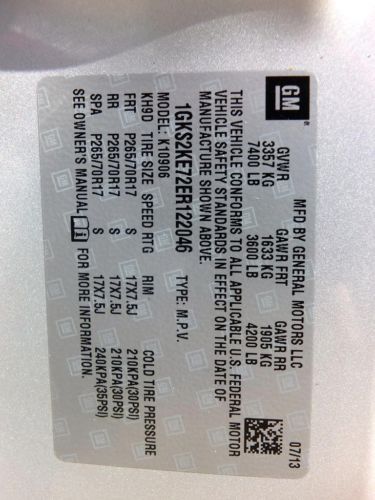 GM
MFD BY GENERAL MOTORS LLC
07/13
GVWR GAWR FRT GAWR RR
3357 KG 1633 KG 1905 KG
7400 LB 3600 LB 4200 LB
THIS VEHICLE CONFORMS TO ALL APPLICABLE U.S. FEDERAL MOTOR
VEHICLE SAFETY STANDARDS IN EFFECT ON THE DATE OF
MANUFACTURE SHOWN ABOVE.
1GKS2KE72ER122046 TYPE: M.P.V.
MODEL: K10906
KH9D TIRE SIZE SPEED RTG RIM COLD TIRE PRESSURE
FRT P265/70R17 S 17X7.5J 210KPA(30PSI)
RR P265/70R17 S 17X7.5J 210KPA(30PSI)
SPA P265/70R17 S 17X7.5J 240KPA(35PSI)
SEE OWNER'S MANUAL FOR MORE INFORMATION.